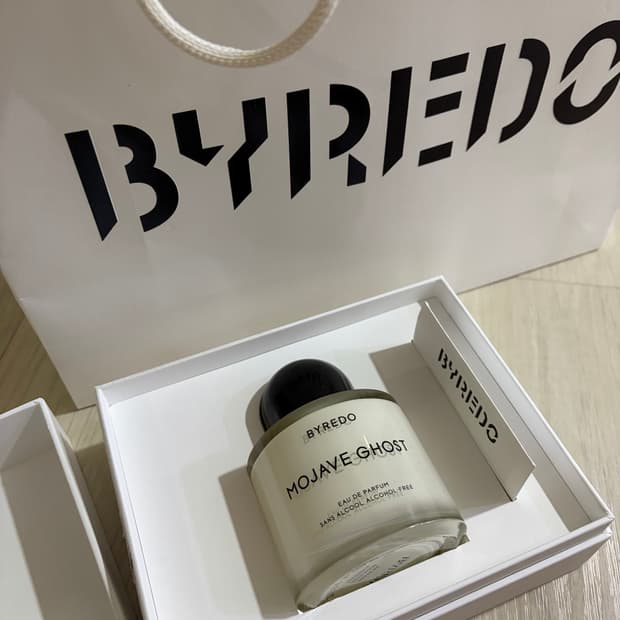 BYREDO
BYREDO
BYREDO
MOJAVE GHOST
EAU DE PARFUM
SANS ALCOOL ALCOHOL-FREE